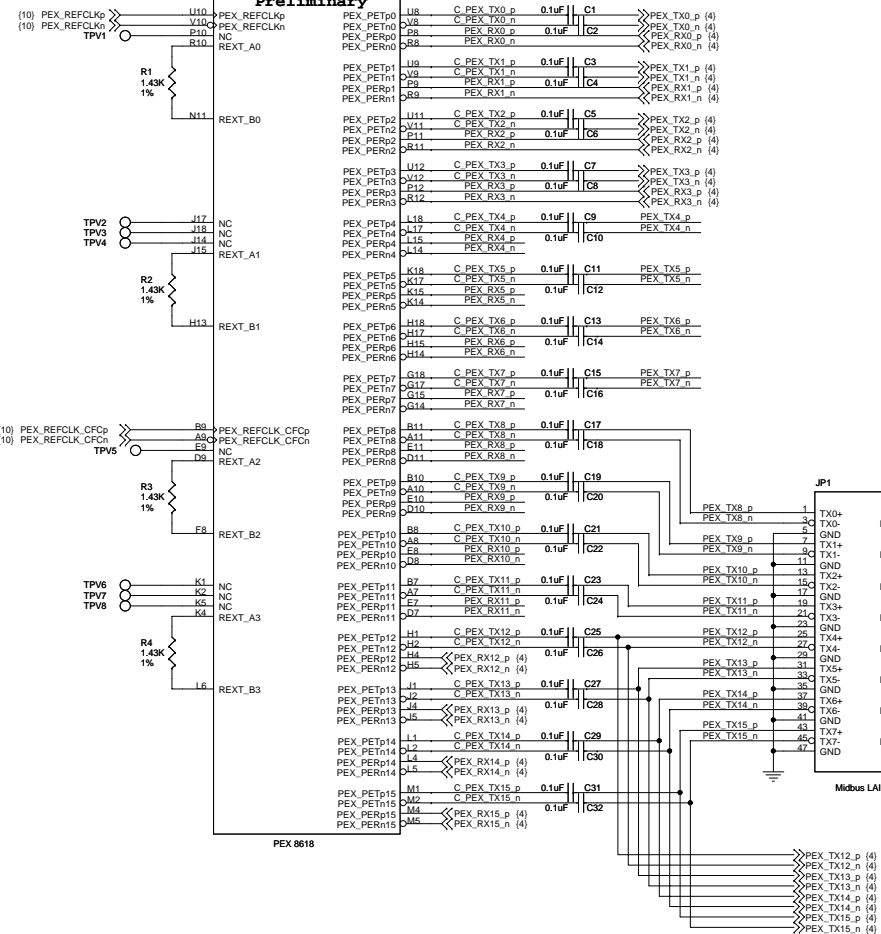 Preliminary
{10} PEX_REFCLKp U10 PEX_REFCLKp PEX_PETp0 U8 C_PEX_TX0_p 0.1uF C1 PEX_TX0_p {4}
{10} PEX_REFCLKn V10 PEX_REFCLKn PEX_PETn0 V8 C_PEX_TX0_n PEX_TX0_n {4}
TPV1 P10 NC PEX_PERp0 P8 PEX_RX0_p 0.1uF C2 PEX_RX0_p {4}
R10 REXT_A0 PEX_PERn0 R8 PEX_RX0_n PEX_RX0_n {4}
R1
1.43K
1%
PEX_PETp1 U9 C_PEX_TX1_p 0.1uF C3 PEX_TX1_p {4}
PEX_PETn1 V9 C_PEX_TX1_n PEX_TX1_n {4}
PEX_PERp1 P9 PEX_RX1_p 0.1uF C4 PEX_RX1_p {4}
PEX_PERn1 R9 PEX_RX1_n PEX_RX1_n {4}
N11 REXT_B0 PEX_PETp2 U11 C_PEX_TX2_p 0.1uF C5 PEX_TX2_p {4}
PEX_PETn2 V11 C_PEX_TX2_n PEX_TX2_n {4}
PEX_PERp2 P11 PEX_RX2_p 0.1uF C6 PEX_RX2_p {4}
PEX_PERn2 R11 PEX_RX2_n PEX_RX2_n {4}
PEX_PETp3 U12 C_PEX_TX3_p 0.1uF C7 PEX_TX3_p {4}
PEX_PETn3 V12 C_PEX_TX3_n PEX_TX3_n {4}
PEX_PERp3 P12 PEX_RX3_p 0.1uF C8 PEX_RX3_p {4}
PEX_PERn3 R12 PEX_RX3_n PEX_RX3_n {4}
TPV2 J17 NC PEX_PETp4 L18 C_PEX_TX4_p 0.1uF C9 PEX_TX4_p
TPV3 J18 NC PEX_PETn4 L17 C_PEX_TX4_n PEX_TX4_n
TPV4 J14 NC PEX_PERp4 L15 PEX_RX4_p 0.1uF C10
J15 REXT_A1 PEX_PERn4 L14 PEX_RX4_n
R2
1.43K
1%
PEX_PETp5 K18 C_PEX_TX5_p 0.1uF C11 PEX_TX5_p
PEX_PETn5 K17 C_PEX_TX5_n PEX_TX5_n
PEX_PERp5 K15 PEX_RX5_p 0.1uF C12
PEX_PERn5 K14 PEX_RX5_n
H13 REXT_B1 PEX_PETp6 H18 C_PEX_TX6_p 0.1uF C13 PEX_TX6_p
PEX_PETn6 H17 C_PEX_TX6_n PEX_TX6_n
PEX_PERp6 H15 PEX_RX6_p 0.1uF C14
PEX_PERn6 H14 PEX_RX6_n
PEX_PETp7 G18 C_PEX_TX7_p 0.1uF C15 PEX_TX7_p
PEX_PETn7 G17 C_PEX_TX7_n PEX_TX7_n
PEX_PERp7 G15 PEX_RX7_p 0.1uF C16
PEX_PERn7 G14 PEX_RX7_n
{10} PEX_REFCLK_CFCp B9 PEX_REFCLK_CFCp PEX_PETp8 B11 C_PEX_TX8_p 0.1uF C17
{10} PEX_REFCLK_CFCn A9 PEX_REFCLK_CFCn PEX_PETn8 A11 C_PEX_TX8_n
TPV5 E9 NC PEX_PERp8 E11 PEX_RX8_p 0.1uF C18
D9 REXT_A2 PEX_PERn8 D11 PEX_RX8_n
R3
1.43K
1%
PEX_PETp9 B10 C_PEX_TX9_p 0.1uF C19
PEX_PETn9 A10 C_PEX_TX9_n
PEX_PERp9 E10 PEX_RX9_p 0.1uF C20
PEX_PERn9 D10 PEX_RX9_n
F8 REXT_B2 PEX_PETp10 B8 C_PEX_TX10_p 0.1uF C21
PEX_PETn10 A8 C_PEX_TX10_n
PEX_PERp10 E8 PEX_RX10_p 0.1uF C22
PEX_PERn10 D8 PEX_RX10_n
TPV6 K1 NC PEX_PETp11 B7 C_PEX_TX11_p 0.1uF C23
TPV7 K2 NC PEX_PETn11 A7 C_PEX_TX11_n
TPV8 K5 NC PEX_PERp11 E7 PEX_RX11_p 0.1uF C24
K4 REXT_A3 PEX_PERn11 D7 PEX_RX11_n
R4
1.43K
1%
PEX_PETp12 H1 C_PEX_TX12_p 0.1uF C25
PEX_PETn12 H2 C_PEX_TX12_n
PEX_PERp12 H4 PEX_RX12_p {4} 0.1uF C26
PEX_PERn12 H5 PEX_RX12_n {4}
L6 REXT_B3 PEX_PETp13 J1 C_PEX_TX13_p 0.1uF C27
PEX_PETn13 J2 C_PEX_TX13_n
PEX_PERp13 J4 PEX_RX13_p {4} 0.1uF C28
PEX_PERn13 J5 PEX_RX13_n {4}
PEX_PETp14 L1 C_PEX_TX14_p 0.1uF C29
PEX_PETn14 L2 C_PEX_TX14_n
PEX_PERp14 L4 PEX_RX14_p {4} 0.1uF C30
PEX_PERn14 L5 PEX_RX14_n {4}
PEX_PETp15 M1 C_PEX_TX15_p 0.1uF C31
PEX_PETn15 M2 C_PEX_TX15_n
PEX_PERp15 M4 PEX_RX15_p {4} 0.1uF C32
PEX_PERn15 M5 PEX_RX15_n {4}
PEX 8618
JP1
PEX_TX8_p 1 TX0+
PEX_TX8_n 3 TX0-
5 GND
PEX_TX9_p 7 TX1+
PEX_TX9_n 9 TX1-
11 GND
PEX_TX10_p 13 TX2+
PEX_TX10_n 15 TX2-
17 GND
PEX_TX11_p 19 TX3+
PEX_TX11_n 21 TX3-
23 GND
PEX_TX12_p 25 TX4+
PEX_TX12_n 27 TX4-
29 GND
PEX_TX13_p 31 TX5+
PEX_TX13_n 33 TX5-
35 GND
PEX_TX14_p 37 TX6+
PEX_TX14_n 39 TX6-
41 GND
PEX_TX15_p 43 TX7+
PEX_TX15_n 45 TX7-
47 GND
Midbus LAI
PEX_TX12_p {4}
PEX_TX12_n {4}
PEX_TX13_p {4}
PEX_TX13_n {4}
PEX_TX14_p {4}
PEX_TX14_n {4}
PEX_TX15_p {4}
PEX_TX15_n {4}